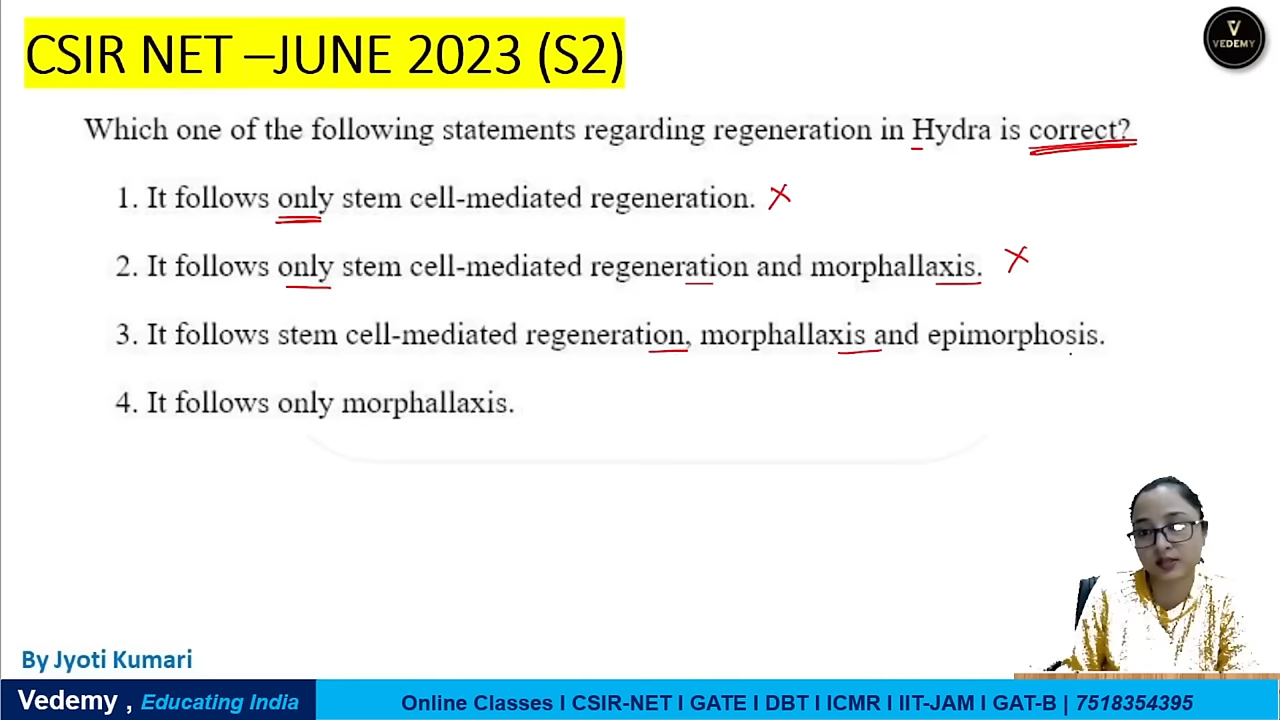 CSIR NET –JUNE 2023 (S2)
VEDEMY
Which one of the following statements regarding regeneration in Hydra is correct?
1. It follows only stem cell-mediated regeneration.
2. It follows only stem cell-mediated regeneration and morphallaxis.
3. It follows stem cell-mediated regeneration, morphallaxis and epimorphosis.
4. It follows only morphallaxis.
By Jyoti Kumari
Vedemy , Educating India
Online Classes I CSIR-NET I GATE I DBT I ICMR I IIT-JAM I GAT-B | 7518354395